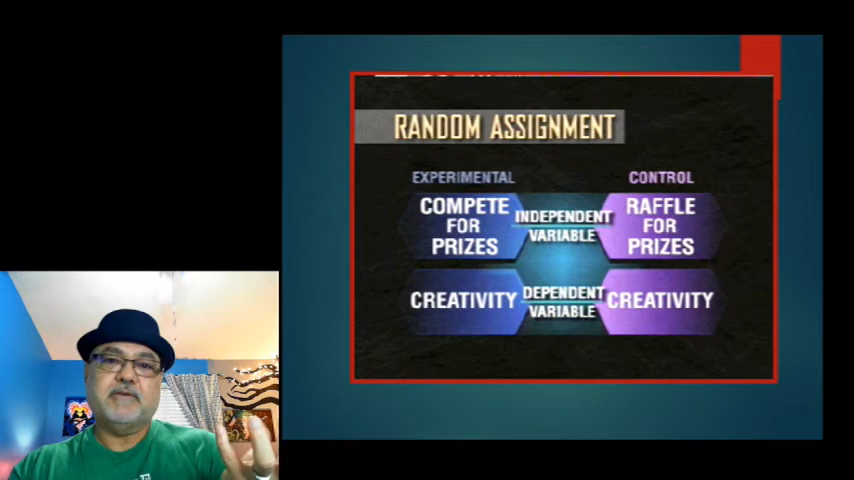 RANDOM ASSIGNMENT
EXPERIMENTAL
CONTROL
COMPETE
FOR
PRIZES
INDEPENDENT
VARIABLE
RAFFLE
FOR
PRIZES
CREATIVITY
DEPENDENT
VARIABLE
CREATIVITY